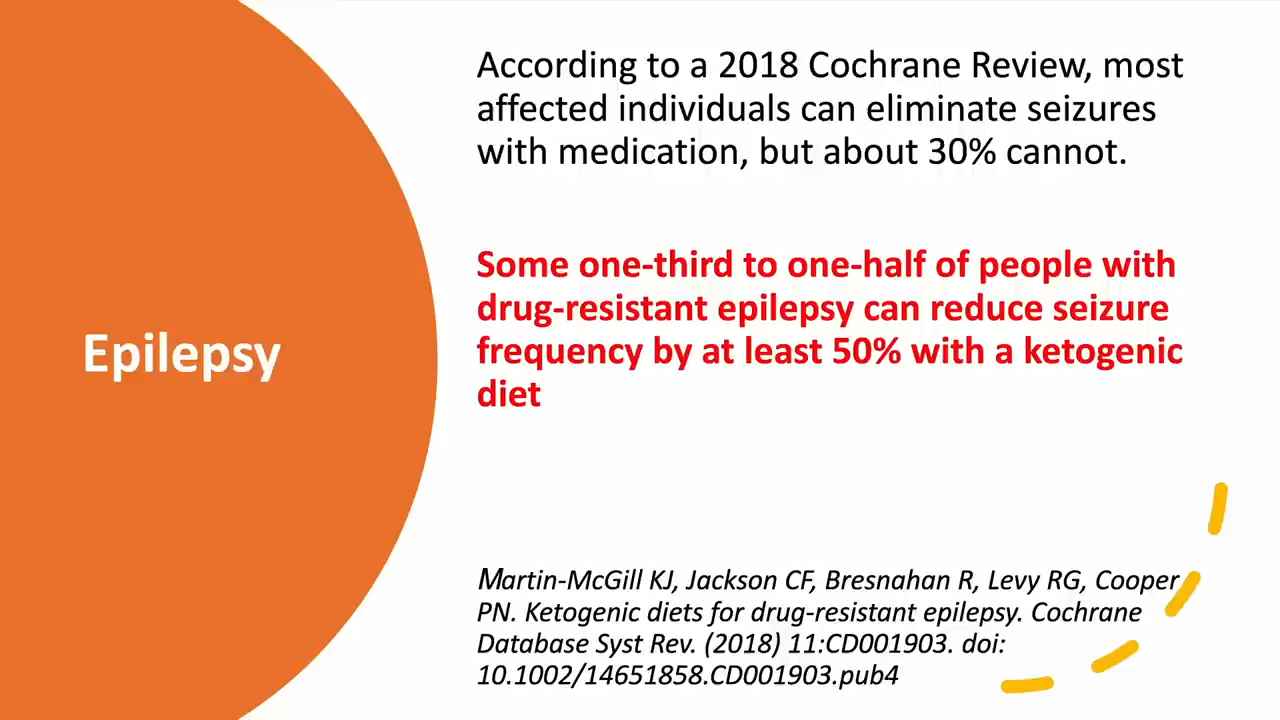 Epilepsy
According to a 2018 Cochrane Review, most
affected individuals can eliminate seizures
with medication, but about 30% cannot.
Some one-third to one-half of people with
drug-resistant epilepsy can reduce seizure
frequency by at least 50% with a ketogenic
diet
Martin-McGill KJ, Jackson CF, Bresnahan R, Levy RG, Cooper
PN. Ketogenic diets for drug-resistant epilepsy. Cochrane
Database Syst Rev. (2018) 11:CD001903. doi:
10.1002/14651858.CD001903.pub4